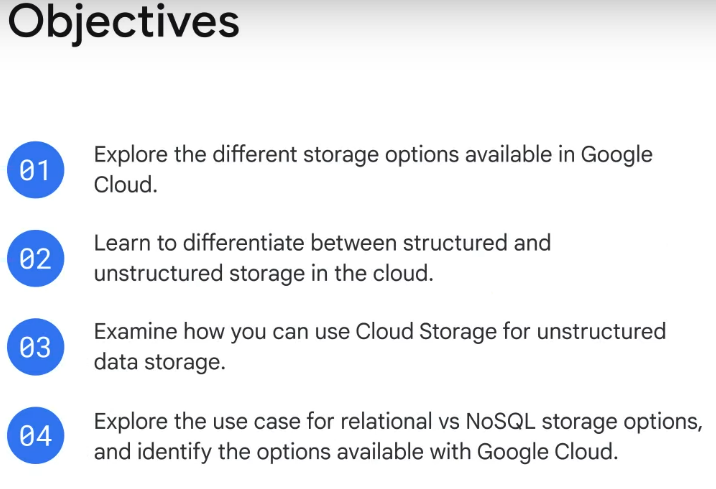 Objectives
01
Explore the different storage options available in Google
Cloud.
02
Learn to differentiate between structured and
unstructured storage in the cloud.
03
Examine how you can use Cloud Storage for unstructured
data storage.
04
Explore the use case for relational vs NoSQL storage options,
and identify the options available with Google Cloud.